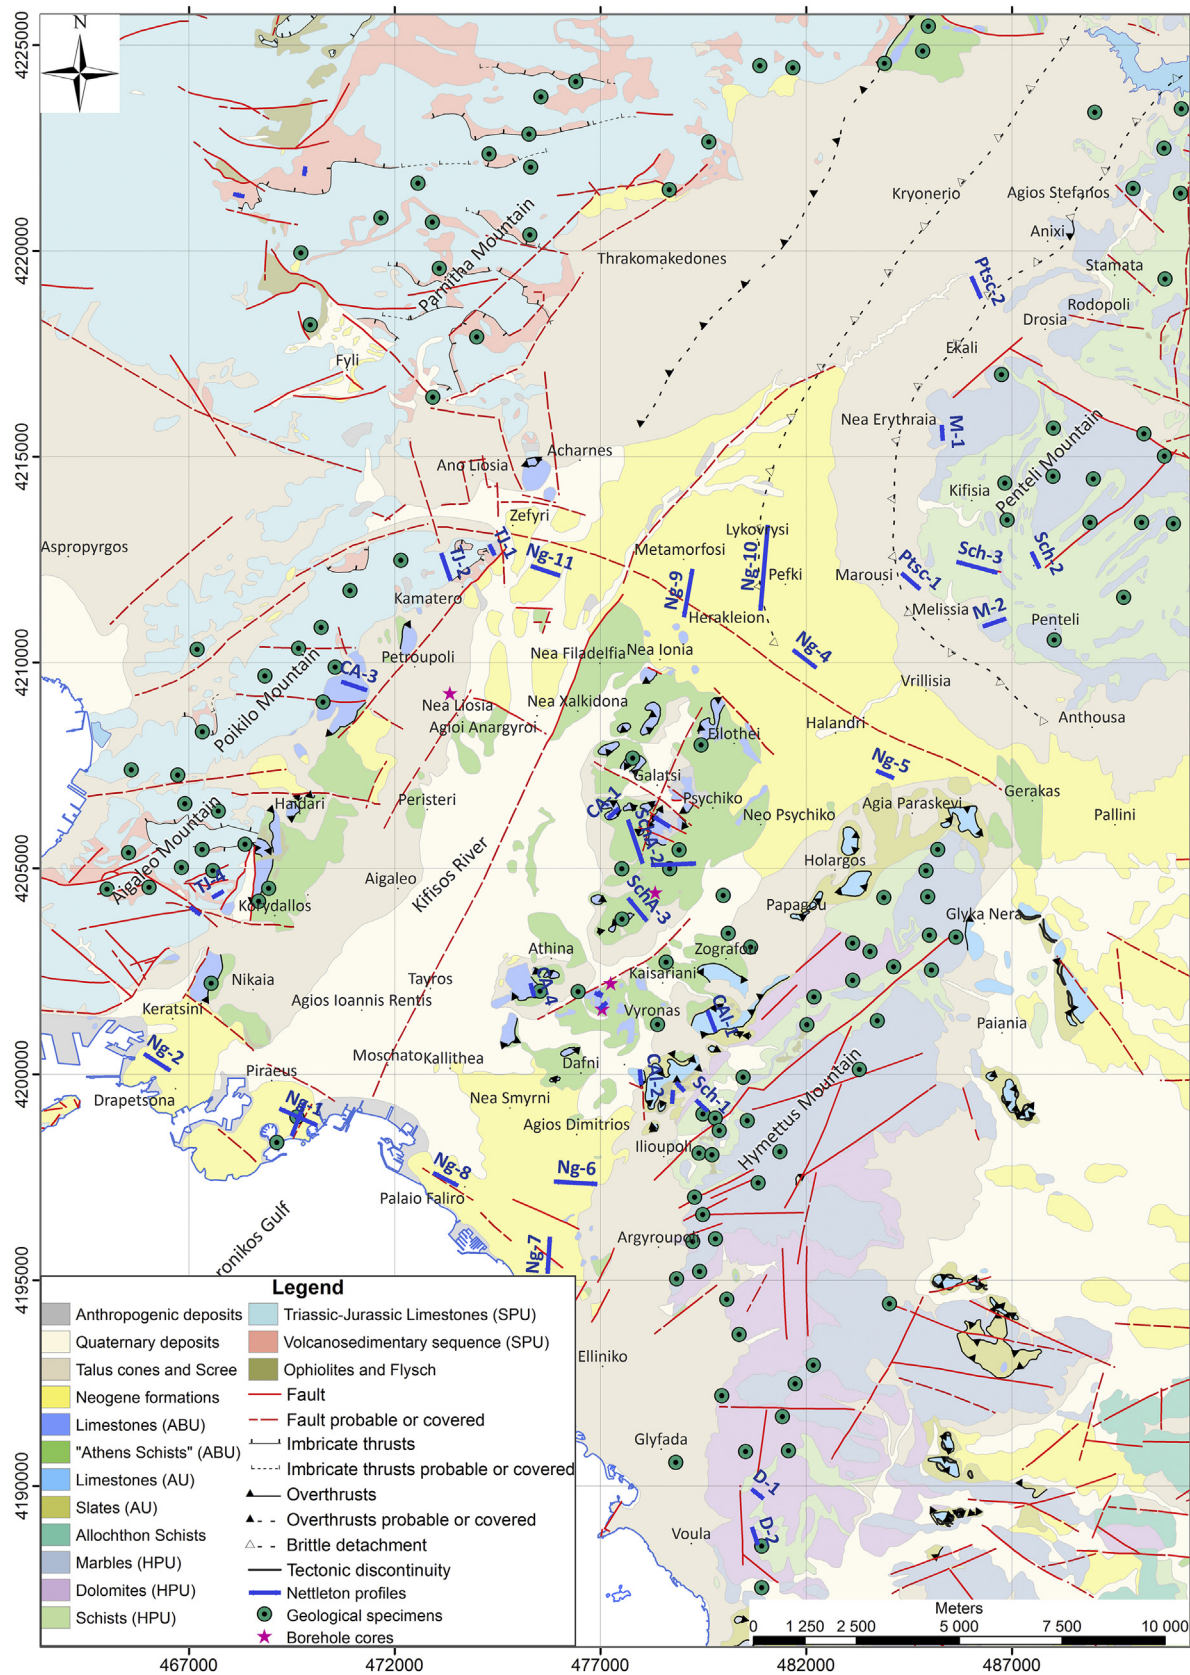 N
4225000
4220000
4215000
4210000
4205000
4200000
4195000
4190000
467000
472000
477000
482000
487000
Kryonerio
Agios Stefanos
Anixi
Parnitha Mountain
Thrakomakedones
Stamata
Ptsc-2
Rodopoli
Drosia
Ekali
Fyli
Nea Erythraia
M-1
Penteli Mountain
Acharnes
Ano Liosia
Kifisia
Zefyri
Lykovrysi
Aspropyrgos
TJ-2
TJ-1
Ng-11
Metamorfosi
Ng-10
Sch-3
Sch-2
Ng-9
Pefki
Marousi
Ptsc-1
Kamatero
Herakleion
Melissia
M-2
Penteli
Ng-4
Petroupoli
Nea Filadelfia
Nea Ionia
CA-3
Vrillisia
Poikilo Mountain
Nea Liosia
Nea Xalkidona
Agioi Anargyroi
Filothei
Halandri
Anthousa
Galatsi
Ng-5
Haidari
Peristeri
CA-1
Psychiko
Neo Psychiko
Agia Paraskevi
Gerakas
Pallini
Aigaleo Mountain
SchA-2
Holargos
TJ-4
Aigaleo
Kifisos River
SchA-3
Korydallos
Papagou
Glyka Nera
Athina
Zografou
Nikaia
Tavros
CA-4
Kaisariani
Keratsini
Agios Ioannis Rentis
Vyronas
CAl-1
Paiania
Ng-2
Moschato
Kallithea
Dafni
Piraeus
Drapetsona
Ng-1
Nea Smyrni
CAl-2
Sch-1
Hymettus Mountain
Agios Dimitrios
Ilioupoli
Ng-8
Ng-6
Palaio Faliro
ronikos Gulf
Ng-7
Argyroupoli
Elliniko
Glyfada
D-1
Voula
D-2
Legend
Anthropogenic deposits
Quaternary deposits
Talus cones and Scree
Neogene formations
Limestones (ABU)
"Athens Schists" (ABU)
Limestones (AU)
Slates (AU)
Allochthon Schists
Marbles (HPU)
Dolomites (HPU)
Schists (HPU)
Triassic-Jurassic Limestones (SPU)
Volcanosedimentary sequence (SPU)
Ophiolites and Flysch
Fault
Fault probable or covered
Imbricate thrusts
Imbricate thrusts probable or covered
Overthrusts
Overthrusts probable or covered
Brittle detachment
Tectonic discontinuity
Nettleton profiles
Geological specimens
Borehole cores
Meters
0 1 250 2 500 5 000 7 500 10 000